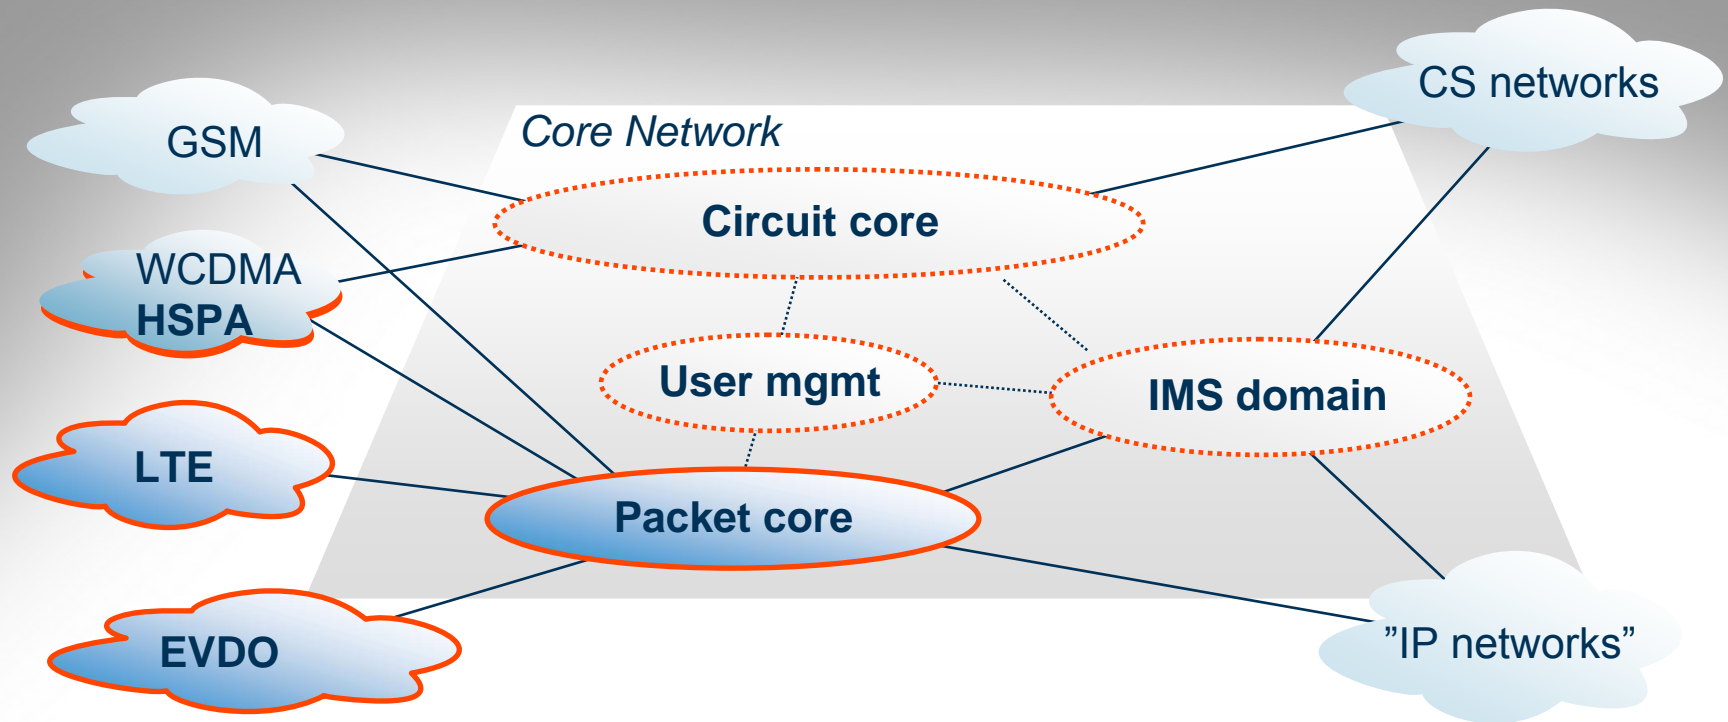 CS networks
GSM
Core Network
Circuit core
WCDMA
HSPA
User mgmt
IMS domain
LTE
Packet core
EVDO
”IP networks”